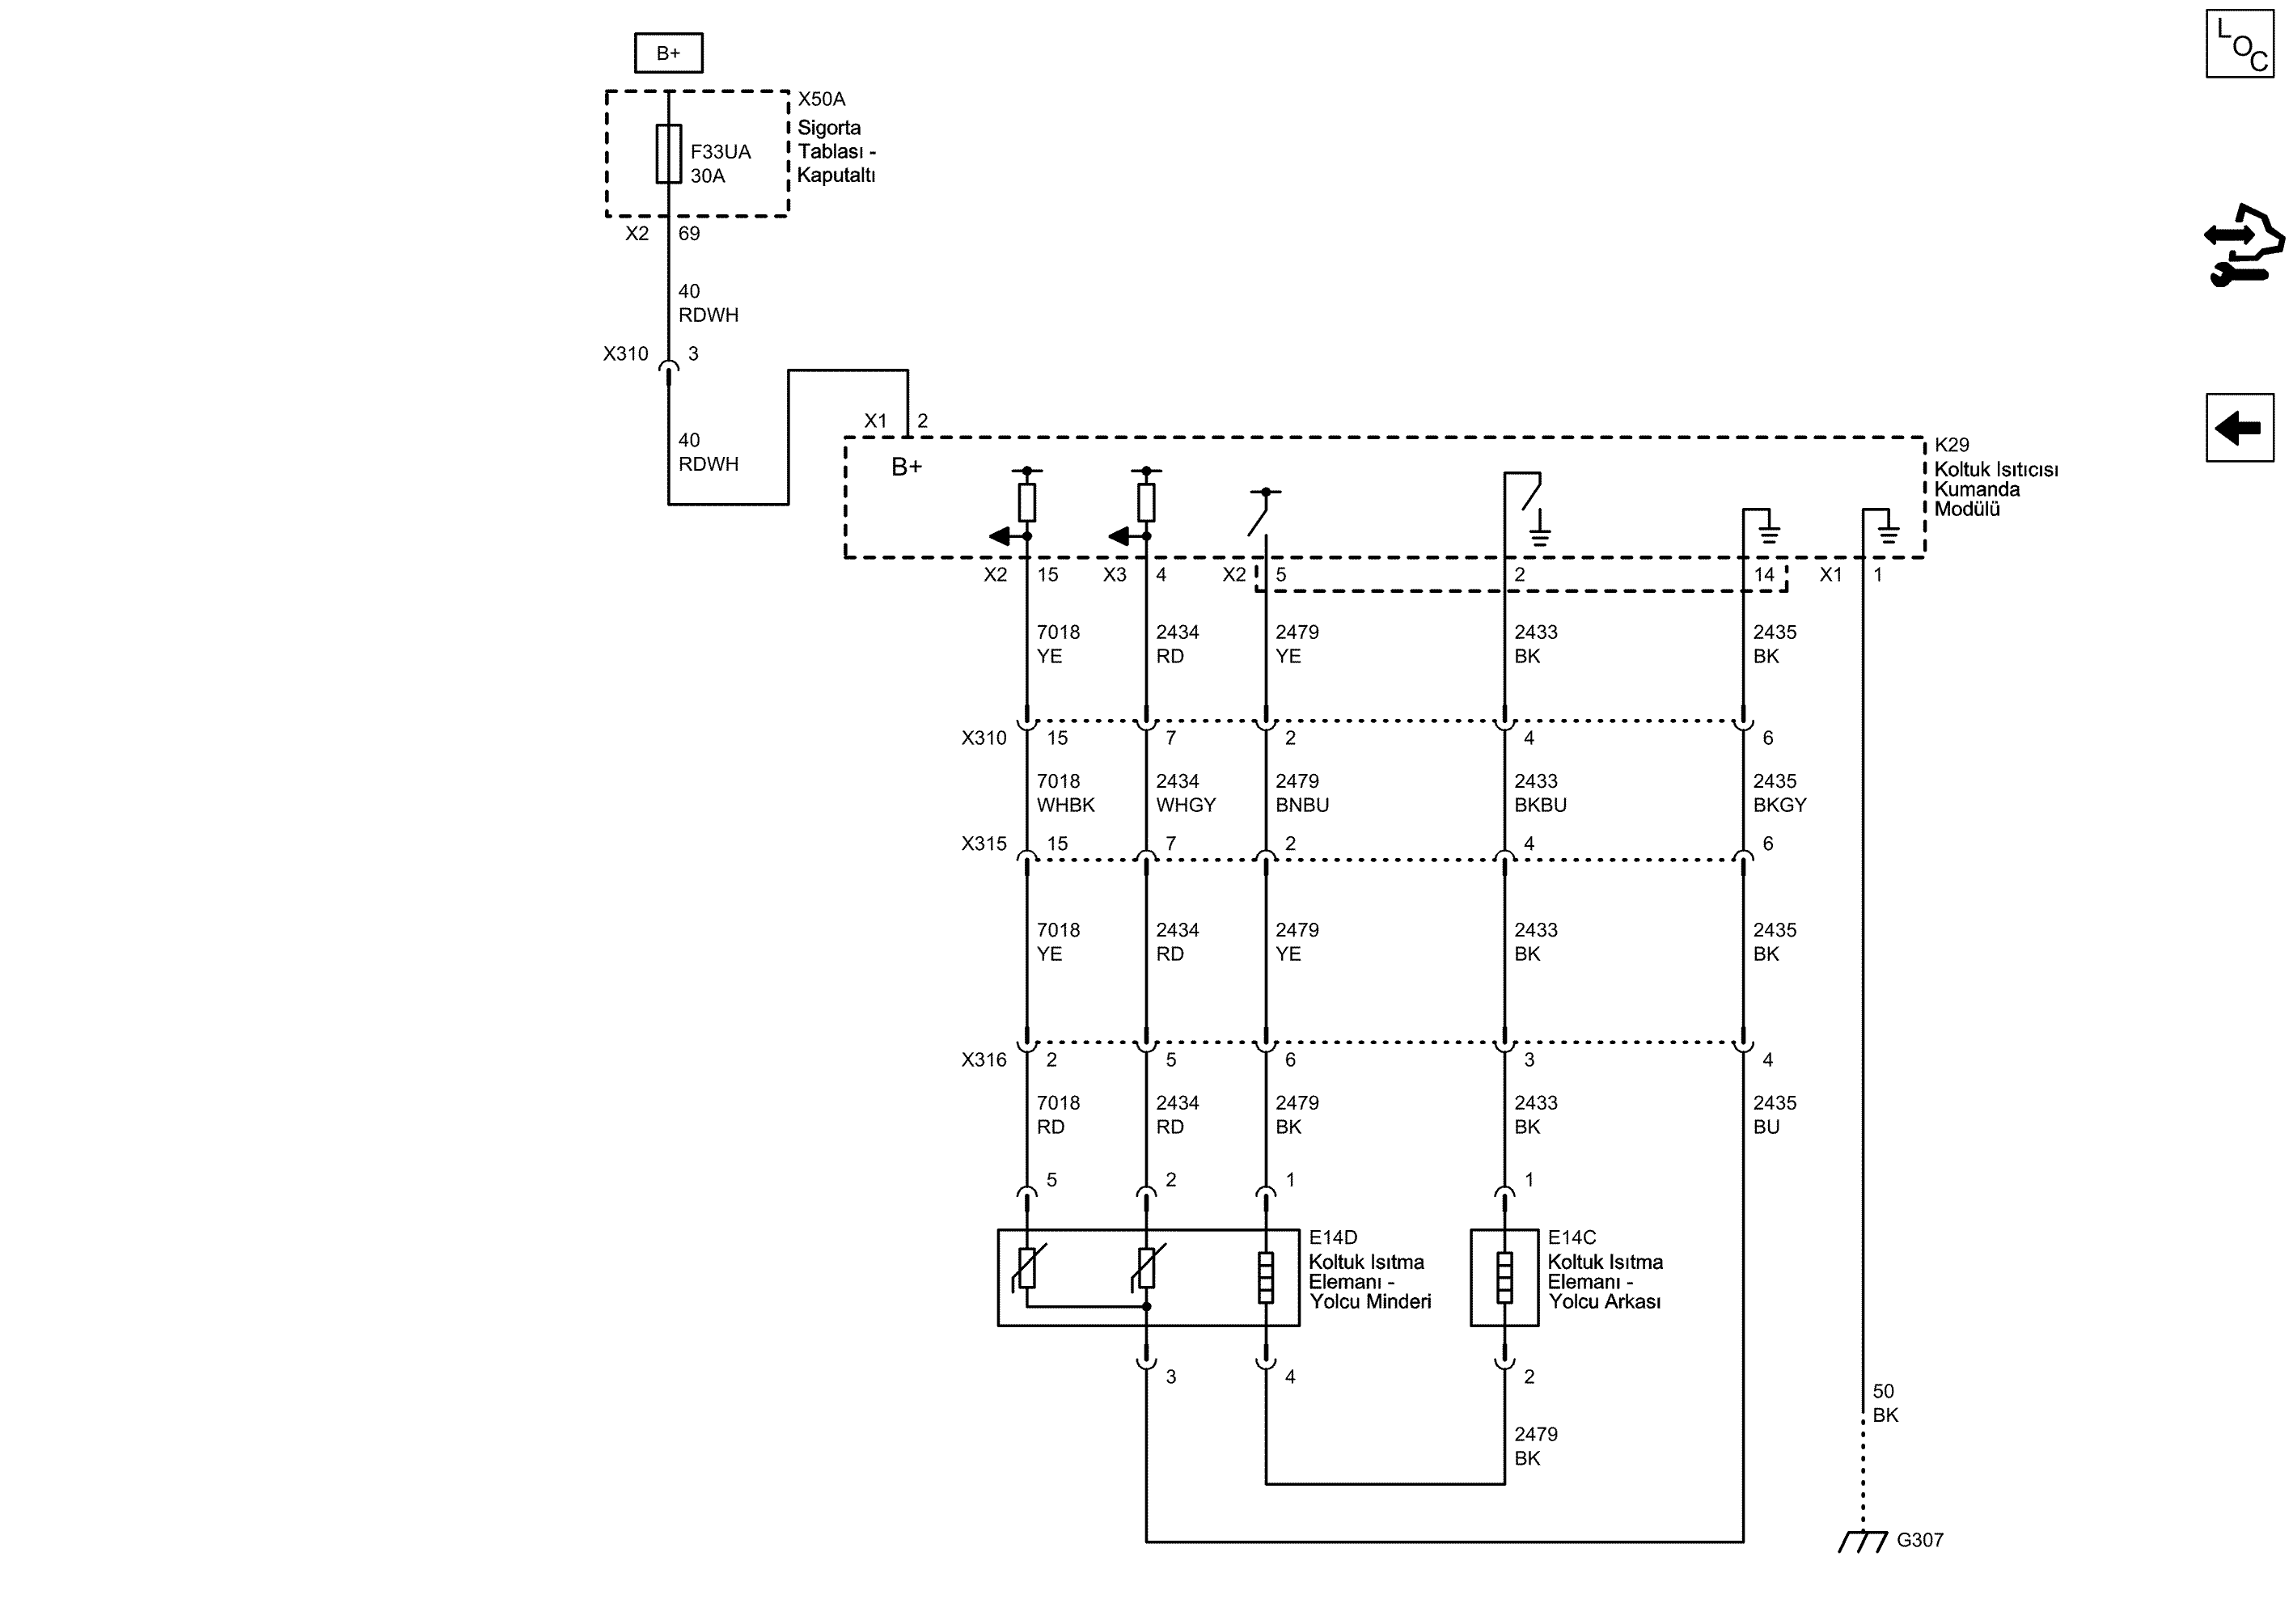 B+
LOC
X50A
Sigorta
Tablası -
Kaputaltı
F33UA
30A
X2 69
40
RDWH
X310 3
X1 2
40
RDWH
B+
K29
Koltuk Isıtıcısı
Kumanda
Modülü
X2 15 X3 4 X2 5 2 14 X1 1
7018 2434 2479 2433 2435
YE RD YE BK BK
X310 15 7 2 4 6
7018 2434 2479 2433 2435
WHBK WHGY BNBU BKBU BKGY
X315 15 7 2 4 6
7018 2434 2479 2433 2435
YE RD YE BK BK
X316 2 5 6 3 4
7018 2434 2479 2433 2435
RD RD BK BK BU
5 2 1 1
E14D
Koltuk Isıtma
Elemanı -
Yolcu Minderi
E14C
Koltuk Isıtma
Elemanı -
Yolcu Arkası
3 4 2
50
BK
2479
BK
G307